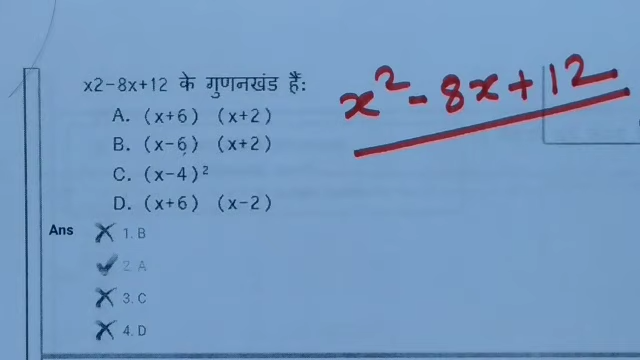 x2-8x+12 के गुणनखंड हैं:
x² - 8x + 12
A. (x+6) (x+2)
B. (x-6) (x+2)
C. (x-4)²
D. (x+6) (x-2)
Ans
1. B
2. A
3. C
4. D